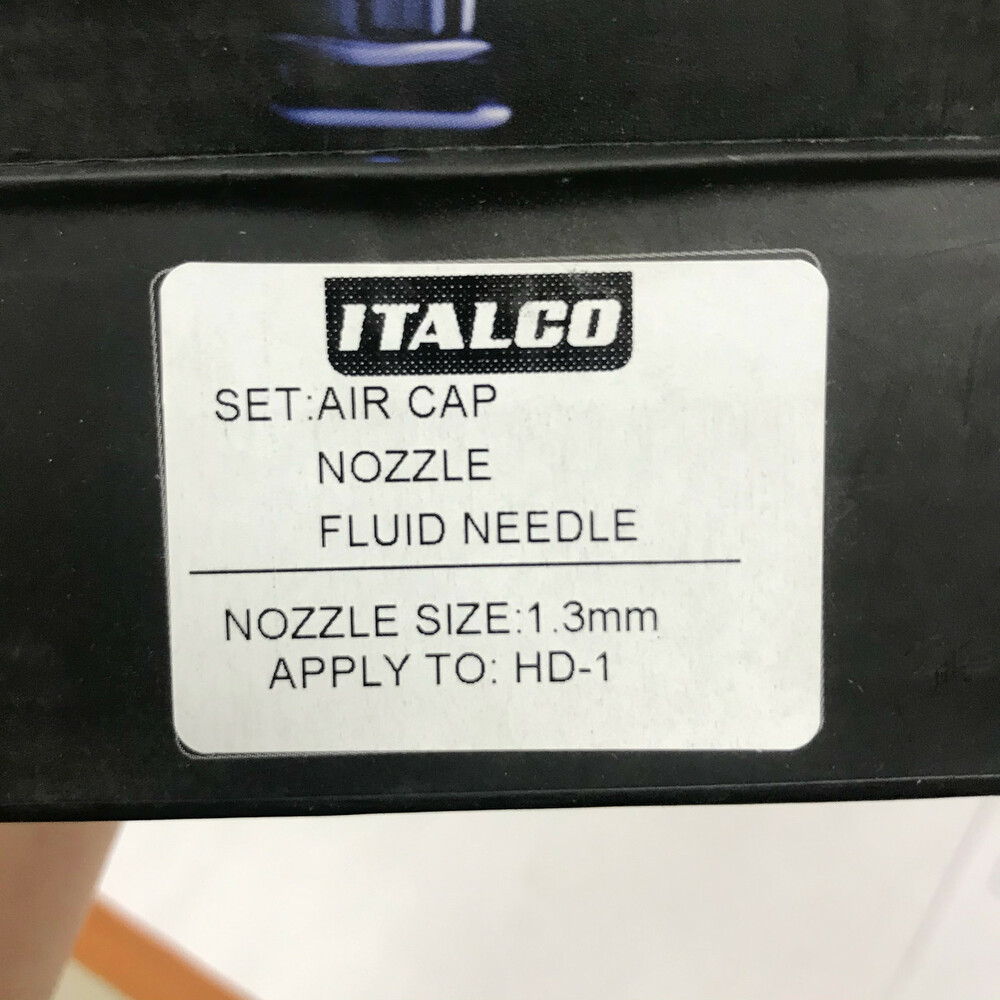 ITALCO
SET:AIR CAP
NOZZLE
FLUID NEEDLE
NOZZLE SIZE:1.3mm
APPLY TO: HD-1